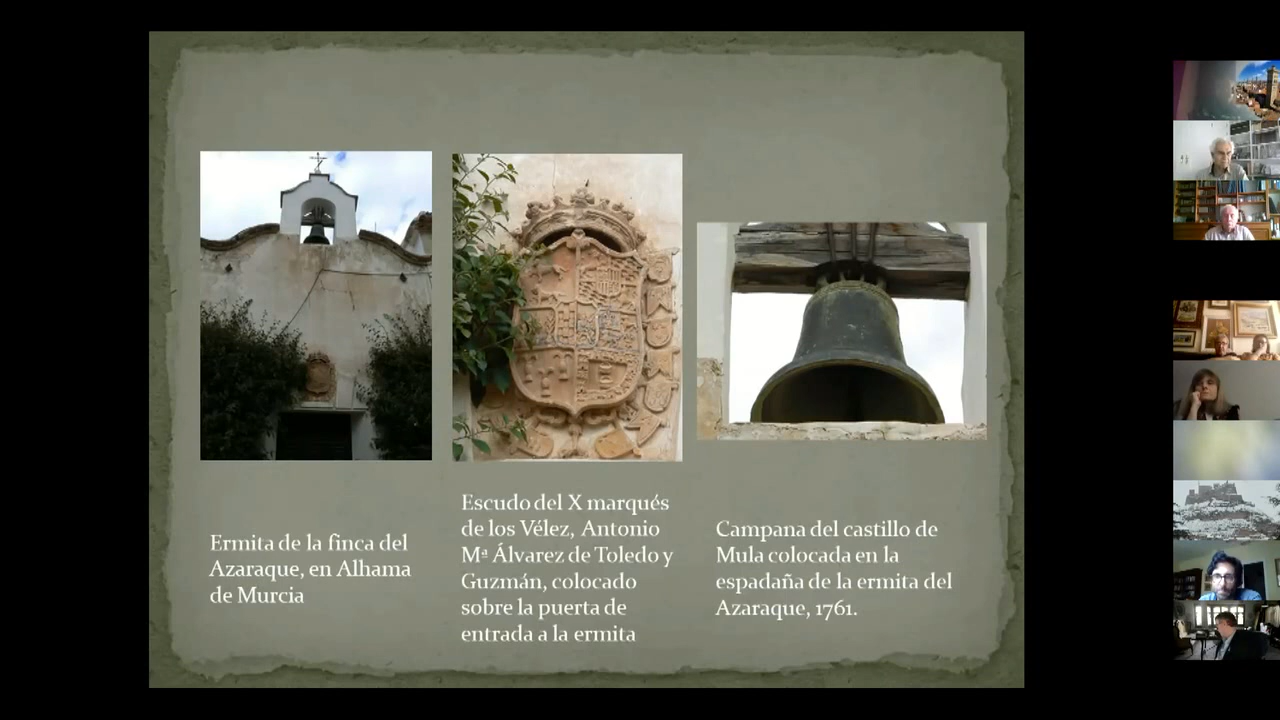 Ermita de la finca del
Azaraque, en Alhama
de Murcia
Escudo del X marqués
de los Vélez, Antonio
Mª Álvarez de Toledo y
Guzmán, colocado
sobre la puerta de
entrada a la ermita
Campana del castillo de
Mula colocada en la
espadaña de la ermita del
Azaraque, 1761.